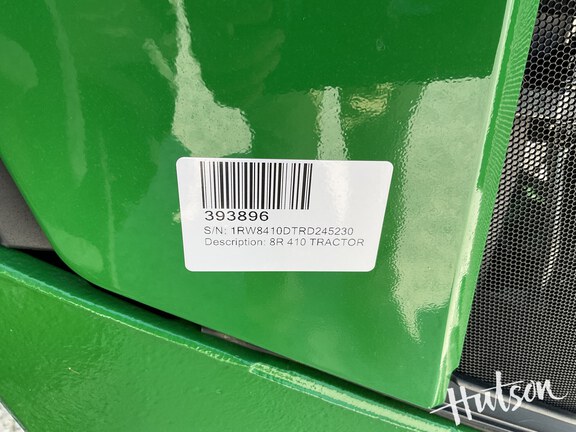 393896
S/N: 1RW8410DTRD245230
Description: 8R 410 TRACTOR
Hutson